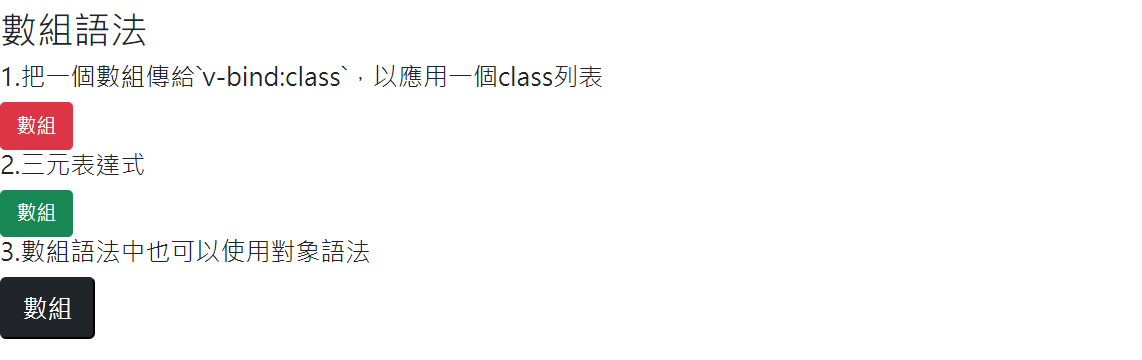 數組語法
1.把一個數組傳給`v-bind:class`，以應用一個class列表
數組
2.三元表達式
數組
3.數組語法中也可以使用對象語法
數組